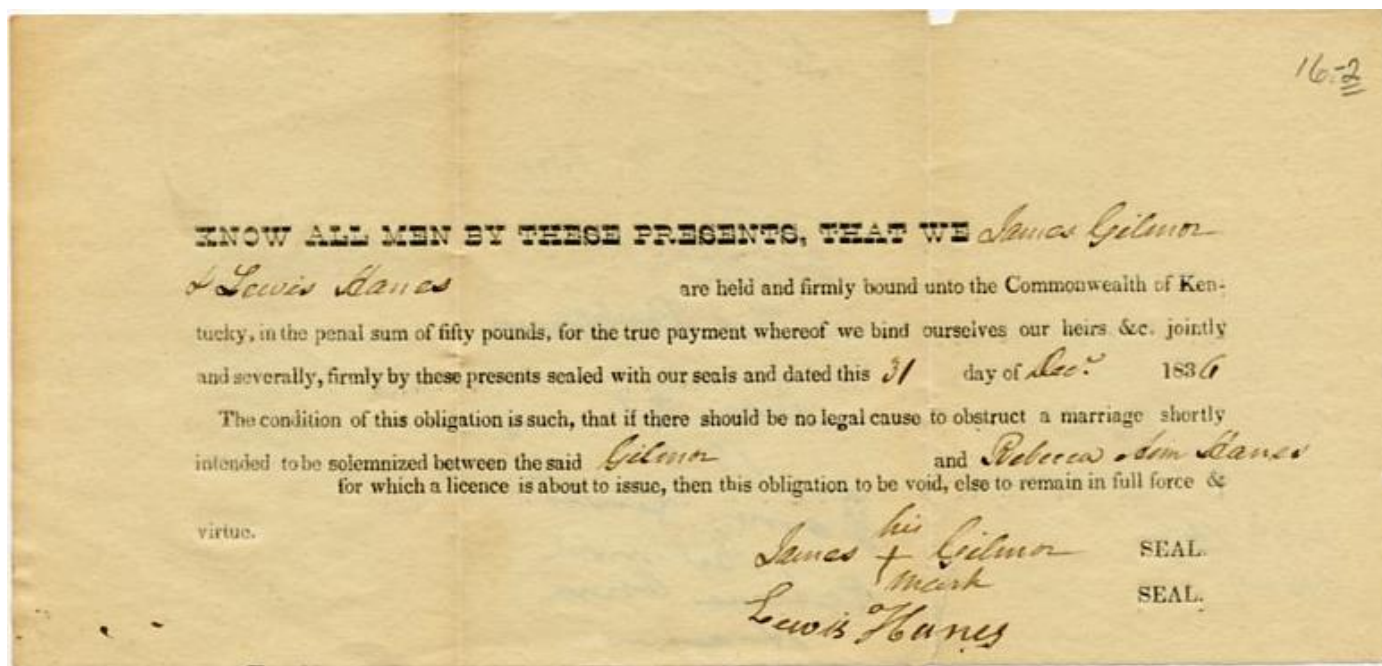 16-2
KNOW ALL MEN BY THESE PRESENTS, THAT WE James Gilmor
& Lewis Hanes are held and firmly bound unto the Commonwealth of Ken-
tucky, in the penal sum of fifty pounds, for the true payment whereof we bind ourselves our heirs &c. jointly
and severally, firmly by these presents sealed with our seals and dated this 31 day of Dec. 1836
The condition of this obligation is such, that if there should be no legal cause to obstruct a marriage shortly
intended to be solemnized between the said Gilmor and Rebecca Ann Hanes
for which a licence is about to issue, then this obligation to be void, else to remain in full force &
virtue.
his
James + Gilmor SEAL.
mark
SEAL.
Lewis Hanes